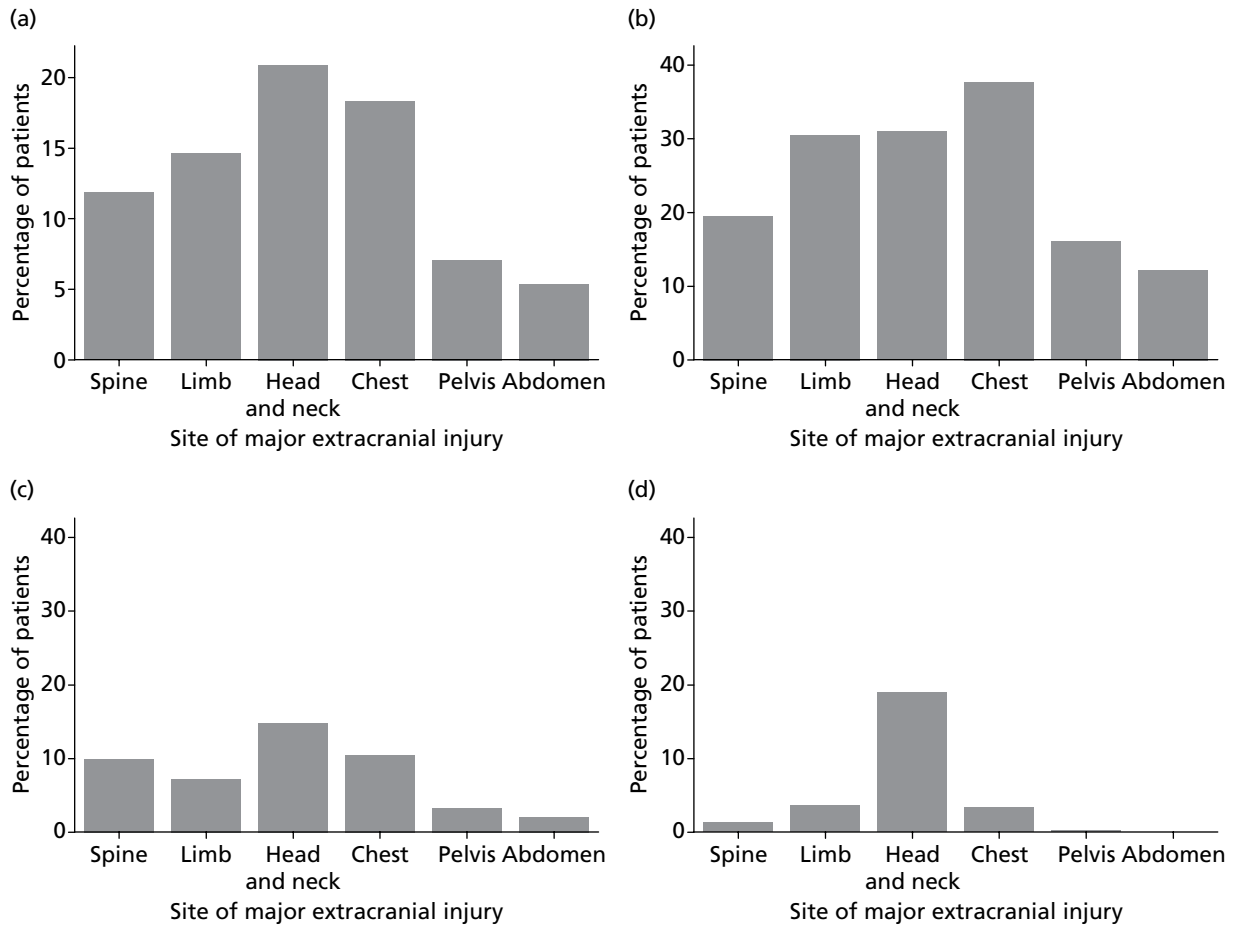 (a)
Percentage of patients
20
15
10
5
0
Spine Limb Head Chest Pelvis Abdomen
and neck
Site of major extracranial injury
(b)
Percentage of patients
40
30
20
10
0
Spine Limb Head Chest Pelvis Abdomen
and neck
Site of major extracranial injury
(c)
Percentage of patients
40
30
20
10
0
Spine Limb Head Chest Pelvis Abdomen
and neck
Site of major extracranial injury
(d)
Percentage of patients
40
30
20
10
0
Spine Limb Head Chest Pelvis Abdomen
and neck
Site of major extracranial injury